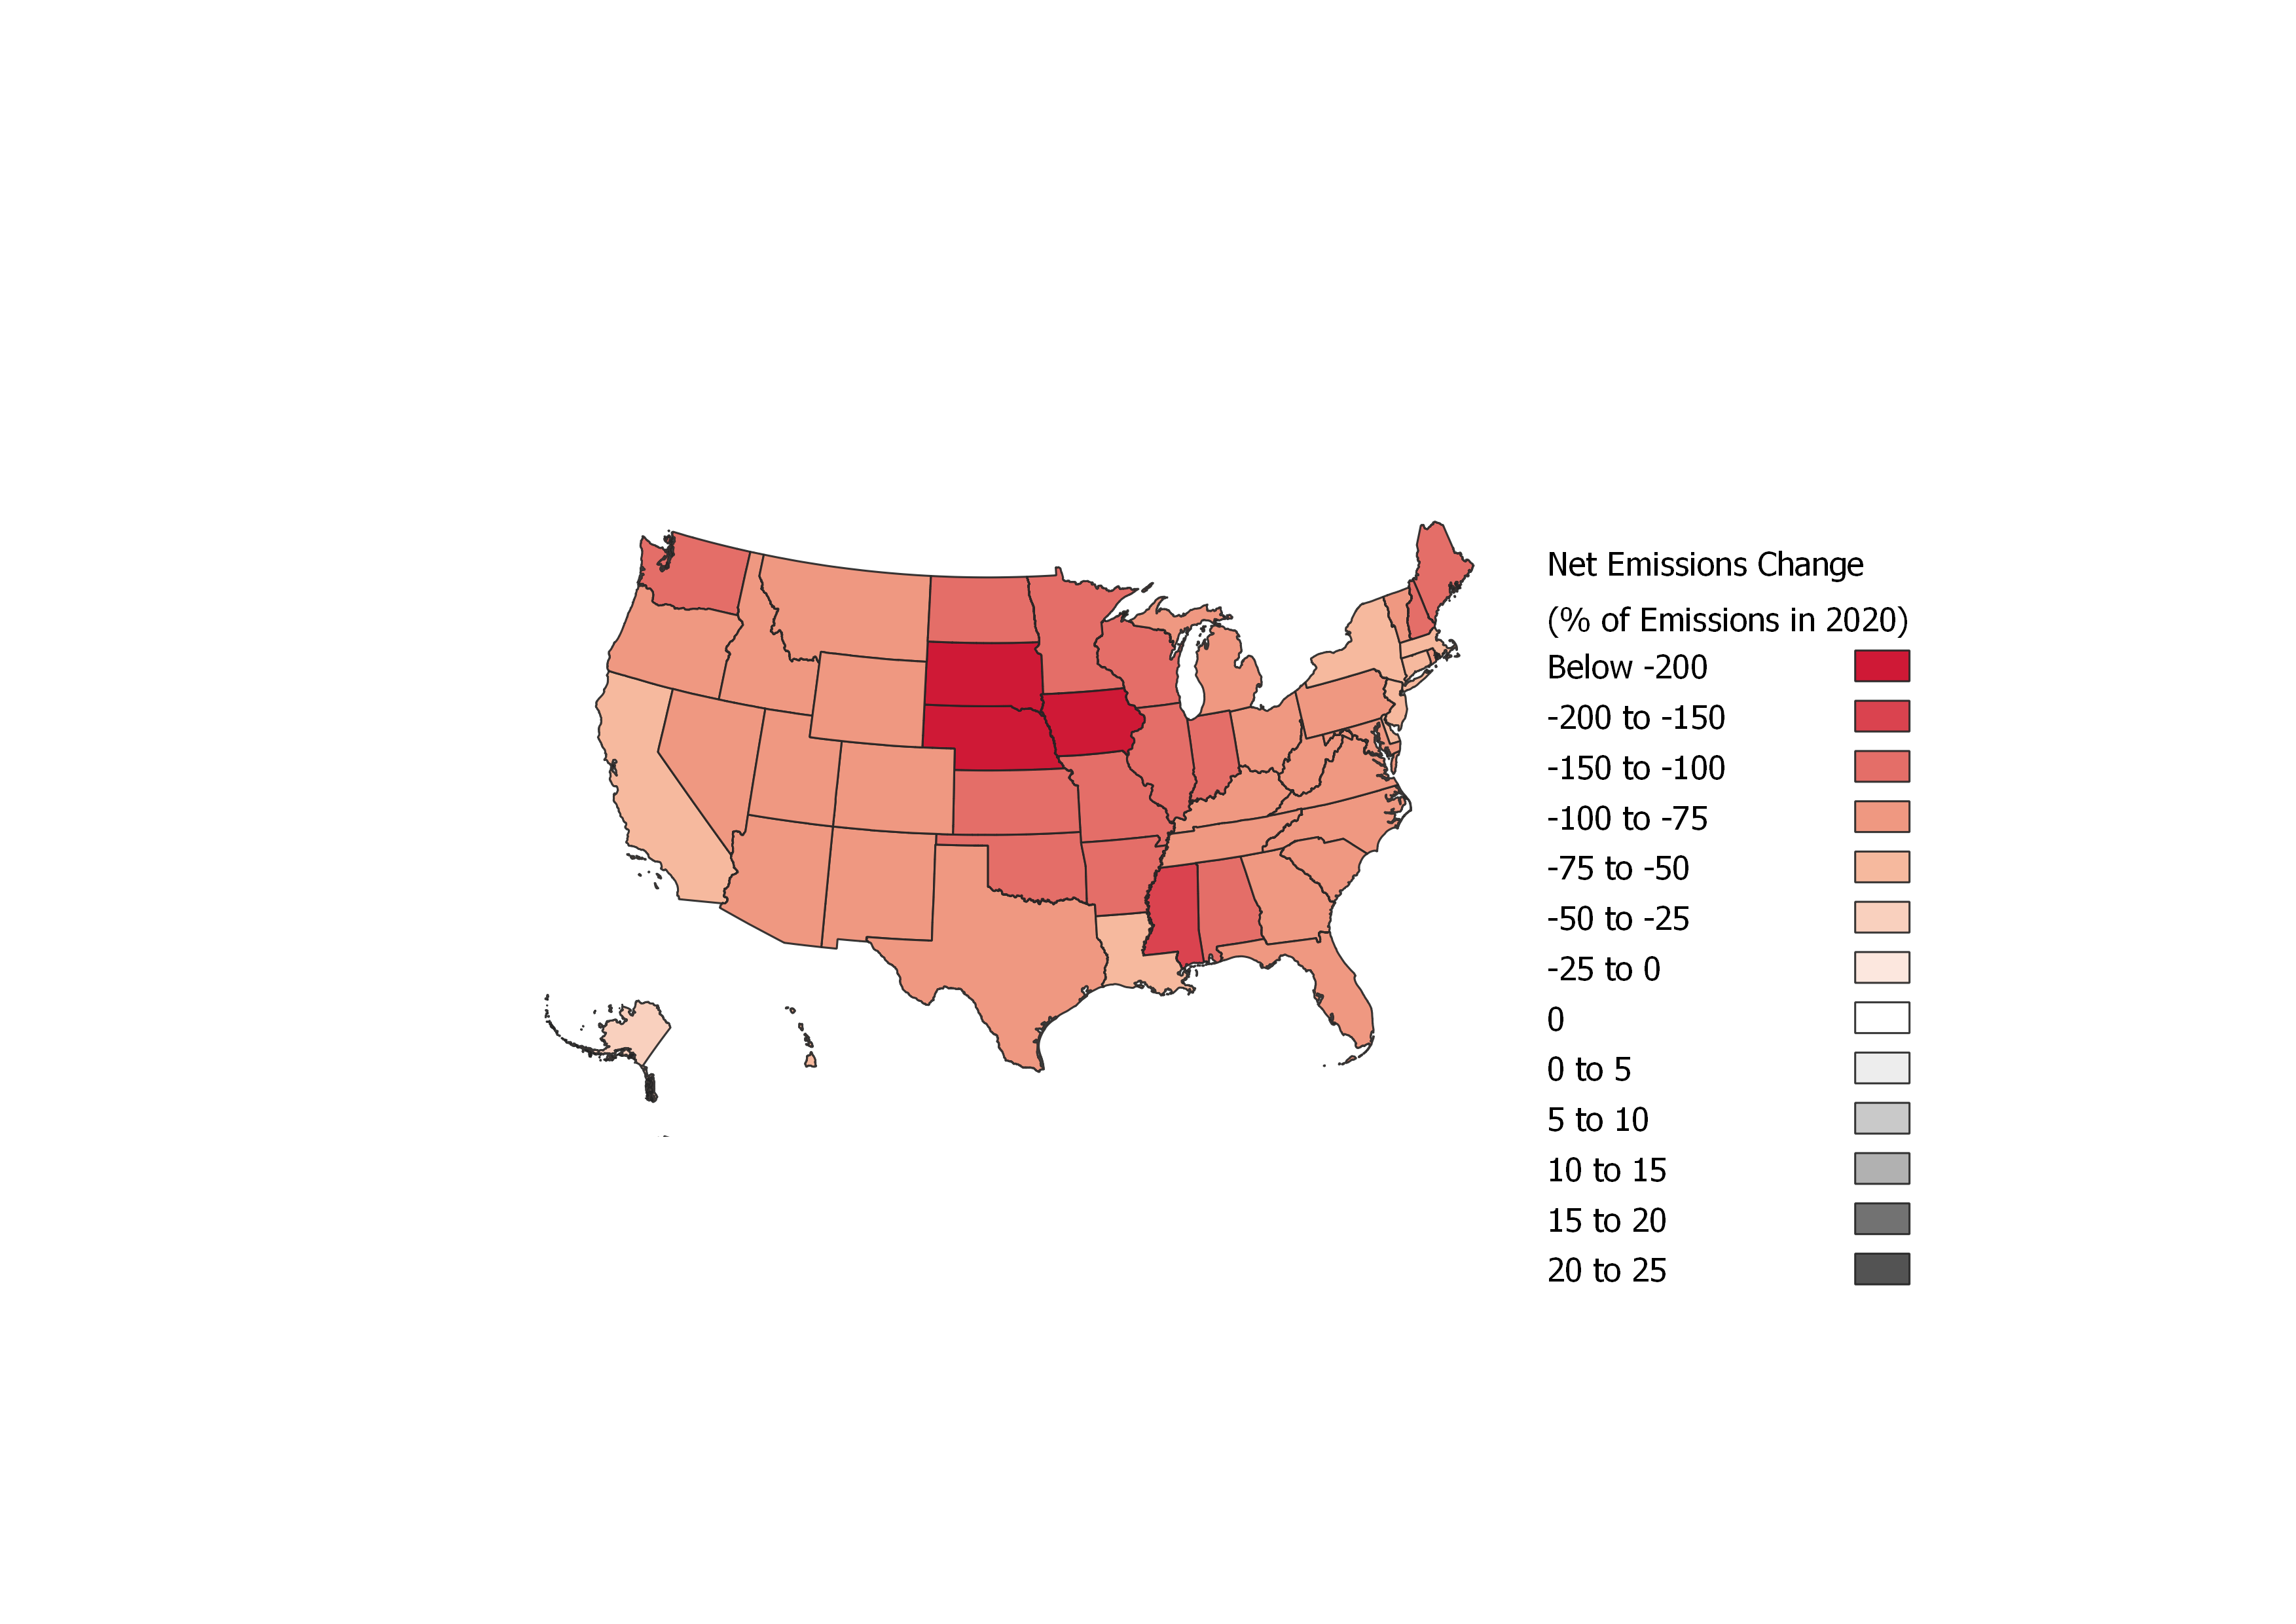 Net Emissions Change
(% of Emissions in 2020)
Below -200
-200 to -150
-150 to -100
-100 to -75
-75 to -50
-50 to -25
-25 to 0
0
0 to 5
5 to 10
10 to 15
15 to 20
20 to 25